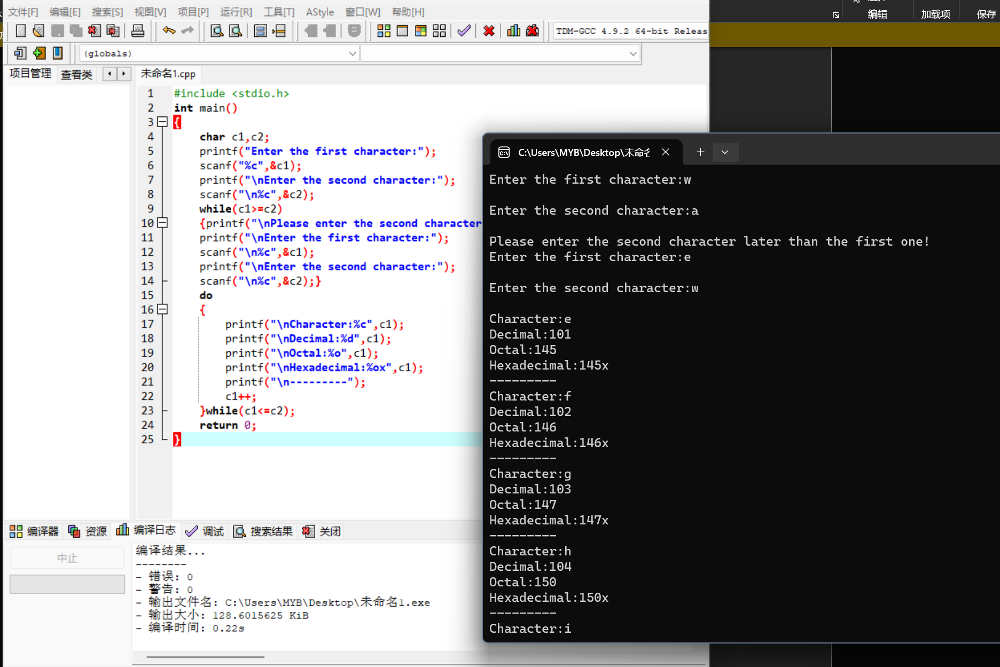 文件[F] 编辑[E] 搜索[S] 视图[V] 项目[P] 运行[R] 工具[T] AStyle 窗口[W] 帮助[H]
编辑 加载项 保存
TDM-GCC 4.9.2 64-bit Releas
(globals)
项目管理 查看类 未命名1.cpp
1 #include <stdio.h>
2 int main()
3 {
4 char c1,c2;
5 printf("Enter the first character:");
6 scanf("%c",&c1);
7 printf("\nEnter the second character:");
8 scanf("\n%c",&c2);
9 while(c1>=c2)
10 {printf("\nPlease enter the second character
11 printf("\nEnter the first character:");
12 scanf("\n%c",&c1);
13 printf("\nEnter the second character:");
14 scanf("\n%c",&c2);}
15 do
16 {
17 printf("\nCharacter:%c",c1);
18 printf("\nDecimal:%d",c1);
19 printf("\nOctal:%o",c1);
20 printf("\nHexadecimal:%ox",c1);
21 printf("\n---------");
22 c1++;
23 }while(c1<=c2);
24 return 0;
25 }
C:\Users\MYB\Desktop\未命名
Enter the first character:w
Enter the second character:a
Please enter the second character later than the first one!
Enter the first character:e
Enter the second character:w
Character:e
Decimal:101
Octal:145
Hexadecimal:145x
---------
Character:f
Decimal:102
Octal:146
Hexadecimal:146x
---------
Character:g
Decimal:103
Octal:147
Hexadecimal:147x
---------
Character:h
Decimal:104
Octal:150
Hexadecimal:150x
---------
Character:i
编译器 资源 编译日志 调试 搜索结果 关闭
中止
编译结果...
--------
- 错误: 0
- 警告: 0
- 输出文件名: C:\Users\MYB\Desktop\未命名1.exe
- 输出大小: 128.6015625 KiB
- 编译时间: 0.22s